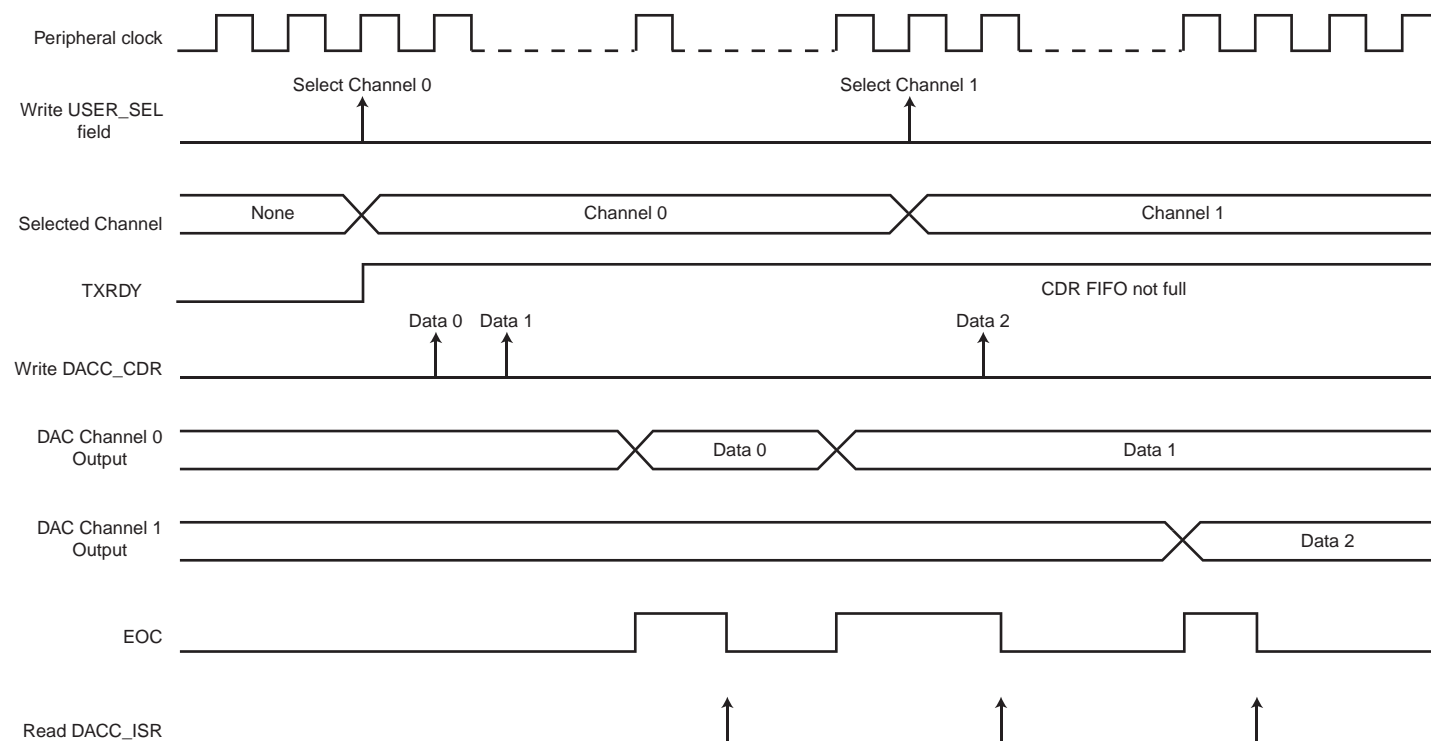 Peripheral clock
Select Channel 0
Select Channel 1
Write USER_SEL
field
Selected Channel
None
Channel 0
Channel 1
TXRDY
CDR FIFO not full
Data 0
Data 1
Data 2
Write DACC_CDR
DAC Channel 0
Output
Data 0
Data 1
DAC Channel 1
Output
Data 2
EOC
Read DACC_ISR